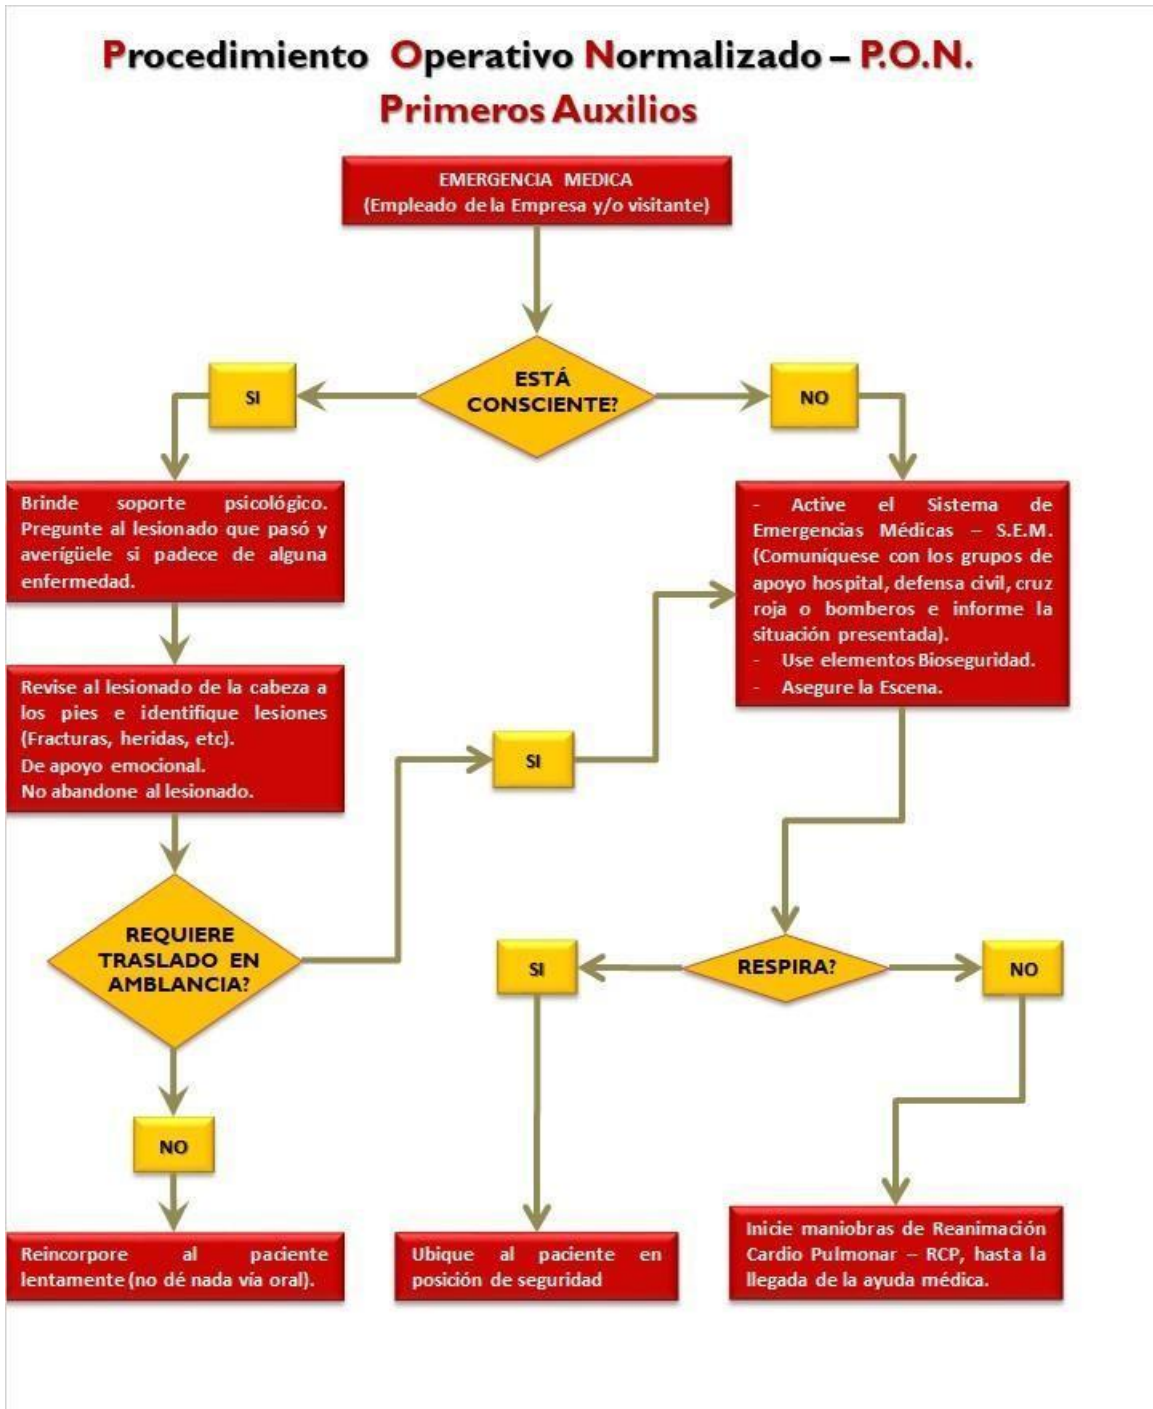 Procedimiento Operativo Normalizado – P.O.N.
Primeros Auxilios
EMERGENCIA MEDICA
(Empleado de la Empresa y/o visitante)
ESTÁ
CONSCIENTE?
SI
NO
Brinde soporte psicológico.
Pregunte al lesionado que pasó y
averígüele si padece de alguna
enfermedad.
- Active el Sistema de
Emergencias Médicas – S.E.M.
(Comuníquese con los grupos de
apoyo hospital, defensa civil, cruz
roja o bomberos e informe la
situación presentada).
- Use elementos Bioseguridad.
- Asegure la Escena.
Revise al lesionado de la cabeza a
los pies e identifique lesiones
(Fracturas, heridas, etc).
De apoyo emocional.
No abandone al lesionado.
SI
REQUIERE
TRASLADO EN
AMBLANCIA?
SI
RESPIRA?
NO
NO
Reincorpore al paciente
lentamente (no dé nada vía oral).
Ubique al paciente en
posición de seguridad
Inicie maniobras de Reanimación
Cardio Pulmonar – RCP, hasta la
llegada de la ayuda médica.